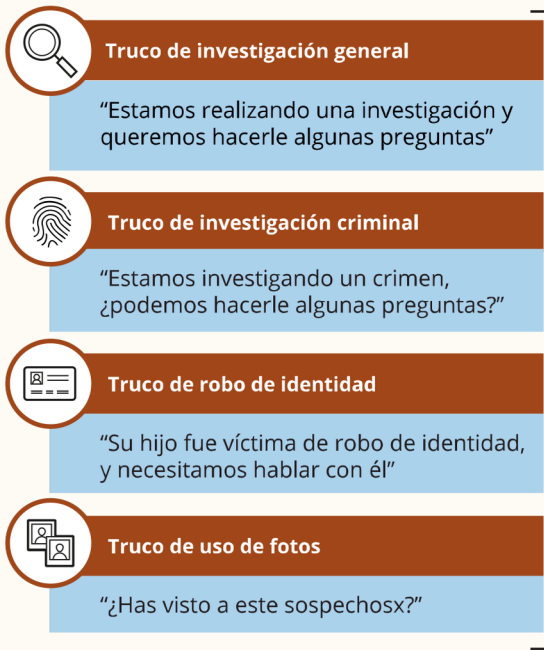 Truco de investigación general
“Estamos realizando una investigación y
queremos hacerle algunas preguntas”
Truco de investigación criminal
“Estamos investigando un crimen,
¿podemos hacerle algunas preguntas?”
Truco de robo de identidad
“Su hijo fue víctima de robo de identidad,
y necesitamos hablar con él”
Truco de uso de fotos
“¿Has visto a este sospechosx?”